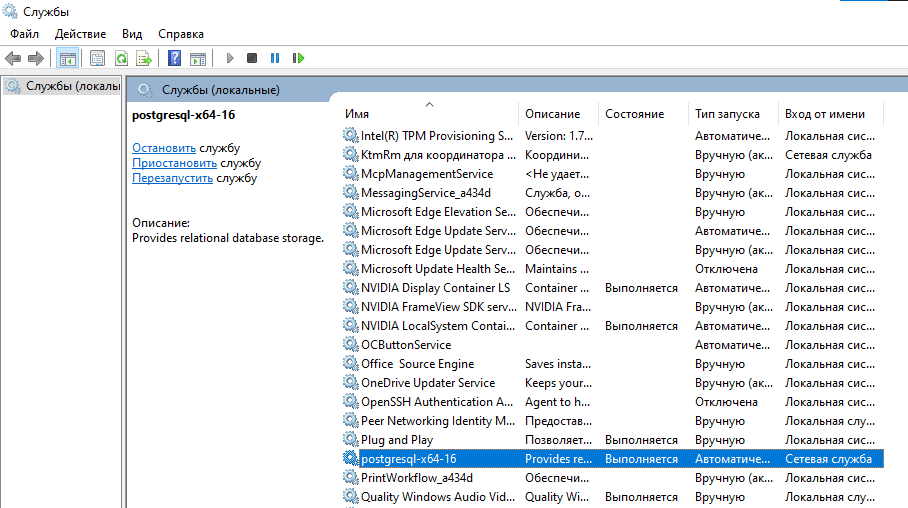 Службы
Файл Действие Вид Справка
Службы (локалы
Службы (локальные)
postgresql-x64-16
Остановить службу
Приостановить службу
Перезапустить службу
Описание:
Provides relational database storage.
Имя Описание Состояние Тип запуска Вход от имени
Intel(R) TPM Provisioning S... Version: 1.7... Автоматиче... Локальная сис...
KtmRm для координатора ... Координи... Вручную (ак... Сетевая служба
McpManagementService <Не удает... Вручную Локальная сис...
MessagingService_a434d Служба, о... Вручную (ак... Локальная сис...
Microsoft Edge Elevation Se... Обеспечи... Вручную Локальная сис...
Microsoft Edge Update Serv... Обеспечи... Автоматиче... Локальная сис...
Microsoft Edge Update Serv... Обеспечи... Вручную (ак... Локальная сис...
Microsoft Update Health Se... Maintains ... Отключена Локальная сис...
NVIDIA Display Container LS Container ... Выполняется Автоматиче... Локальная сис...
NVIDIA FrameView SDK serv... NVIDIA Fra... Вручную (ак... Локальная сис...
NVIDIA LocalSystem Contai... Container ... Выполняется Автоматиче... Локальная сис...
OCButtonService Автоматиче... Локальная сис...
Office Source Engine Saves insta... Вручную Локальная сис...
OneDrive Updater Service Keeps your... Вручную (ак... Локальная сис...
OpenSSH Authentication A... Agent to h... Отключена Локальная сис...
Peer Networking Identity M... Предостав... Вручную Локальная слу...
Plug and Play Позволяет... Выполняется Вручную Локальная сис...
postgresql-x64-16 Provides re... Выполняется Автоматиче... Сетевая служба
PrintWorkflow_a434d Обеспечи... Вручную (ак... Локальная сис...
Quality Windows Audio Vid... Quality Wi... Выполняется Вручную Локальная слу...